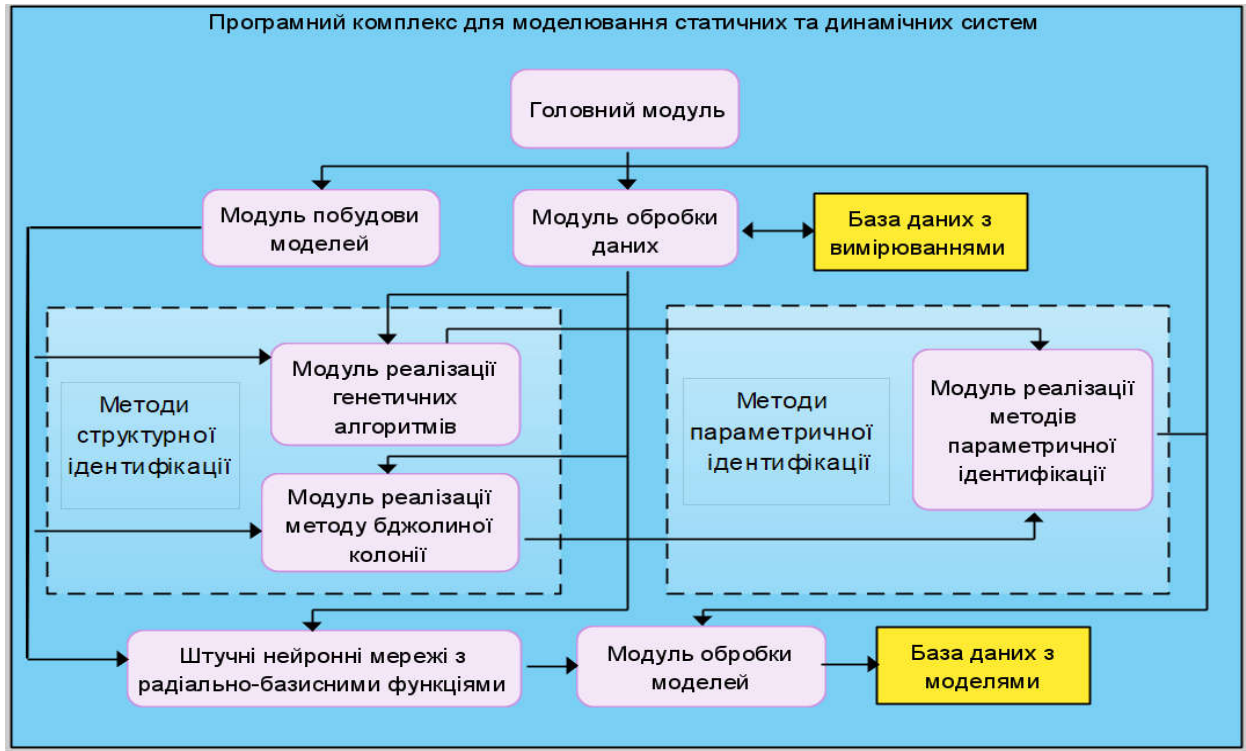 Програмний комплекс для моделювання статичних та динамічних систем
Головний модуль
Модуль побудови
моделей
Модуль обробки
даних
База даних з
вимірюваннями
Методи
структурної
ідентифікації
Модуль реалізації
генетичних
алгоритмів
Модуль реалізації
методу бджолиної
колонії
Методи
параметричної
ідентифікації
Модуль реалізації
методів
параметричної
ідентифікації
Штучні нейронні мережі з
радіально-базисними функціями
Модуль обробки
моделей
База даних з
моделями